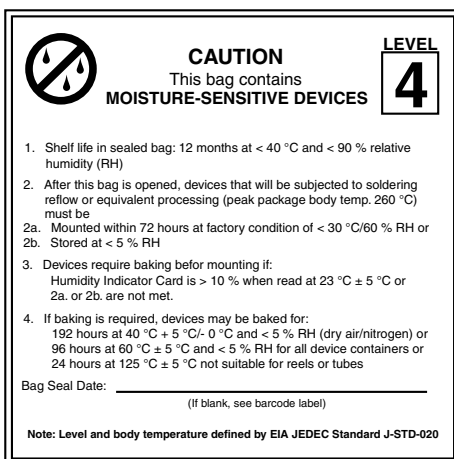 CAUTION
This bag contains
MOISTURE-SENSITIVE DEVICES
LEVEL
4
1. Shelf life in sealed bag: 12 months at < 40 °C and < 90 % relative
humidity (RH)
2. After this bag is opened, devices that will be subjected to soldering
reflow or equivalent processing (peak package body temp. 260 °C)
must be
2a. Mounted within 72 hours at factory condition of < 30 °C/60 % RH or
2b. Stored at < 5 % RH
3. Devices require baking befor mounting if:
Humidity Indicator Card is > 10 % when read at 23 °C ± 5 °C or
2a. or 2b. are not met.
4. If baking is required, devices may be baked for:
192 hours at 40 °C + 5 °C/- 0 °C and < 5 % RH (dry air/nitrogen) or
96 hours at 60 °C ± 5 °C and < 5 % RH for all device containers or
24 hours at 125 °C ± 5 °C not suitable for reels or tubes
Bag Seal Date:
(If blank, see barcode label)
Note: Level and body temperature defined by EIA JEDEC Standard J-STD-020